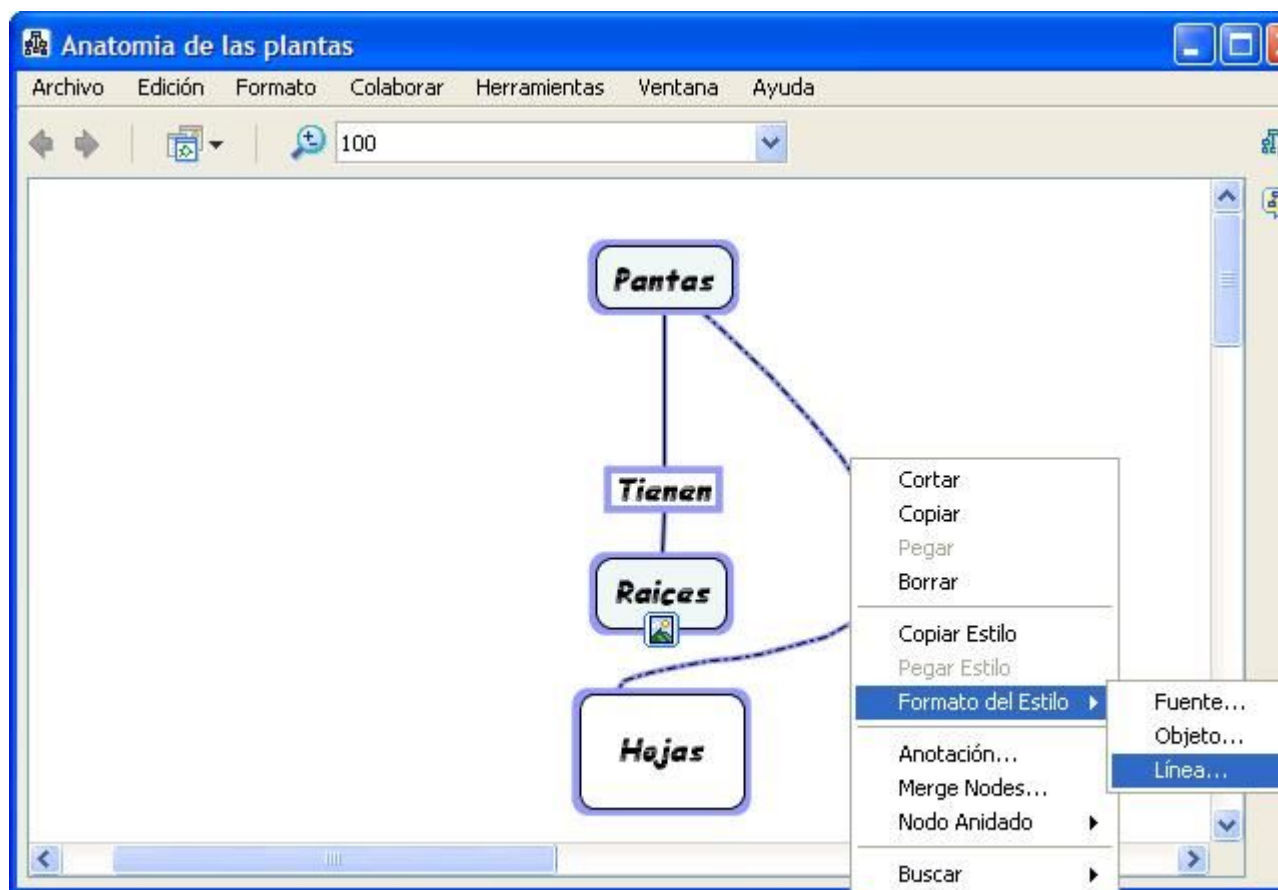 Anatomia de las plantas
Archivo Edición Formato Colaborar Herramientas Ventana Ayuda
100
Pantas
Tienen
Raices
Hojas
Cortar
Copiar
Pegar
Borrar
Copiar Estilo
Pegar Estilo
Formato del Estilo
Fuente...
Objeto...
Línea...
Anotación...
Merge Nodes...
Nodo Anidado
Buscar